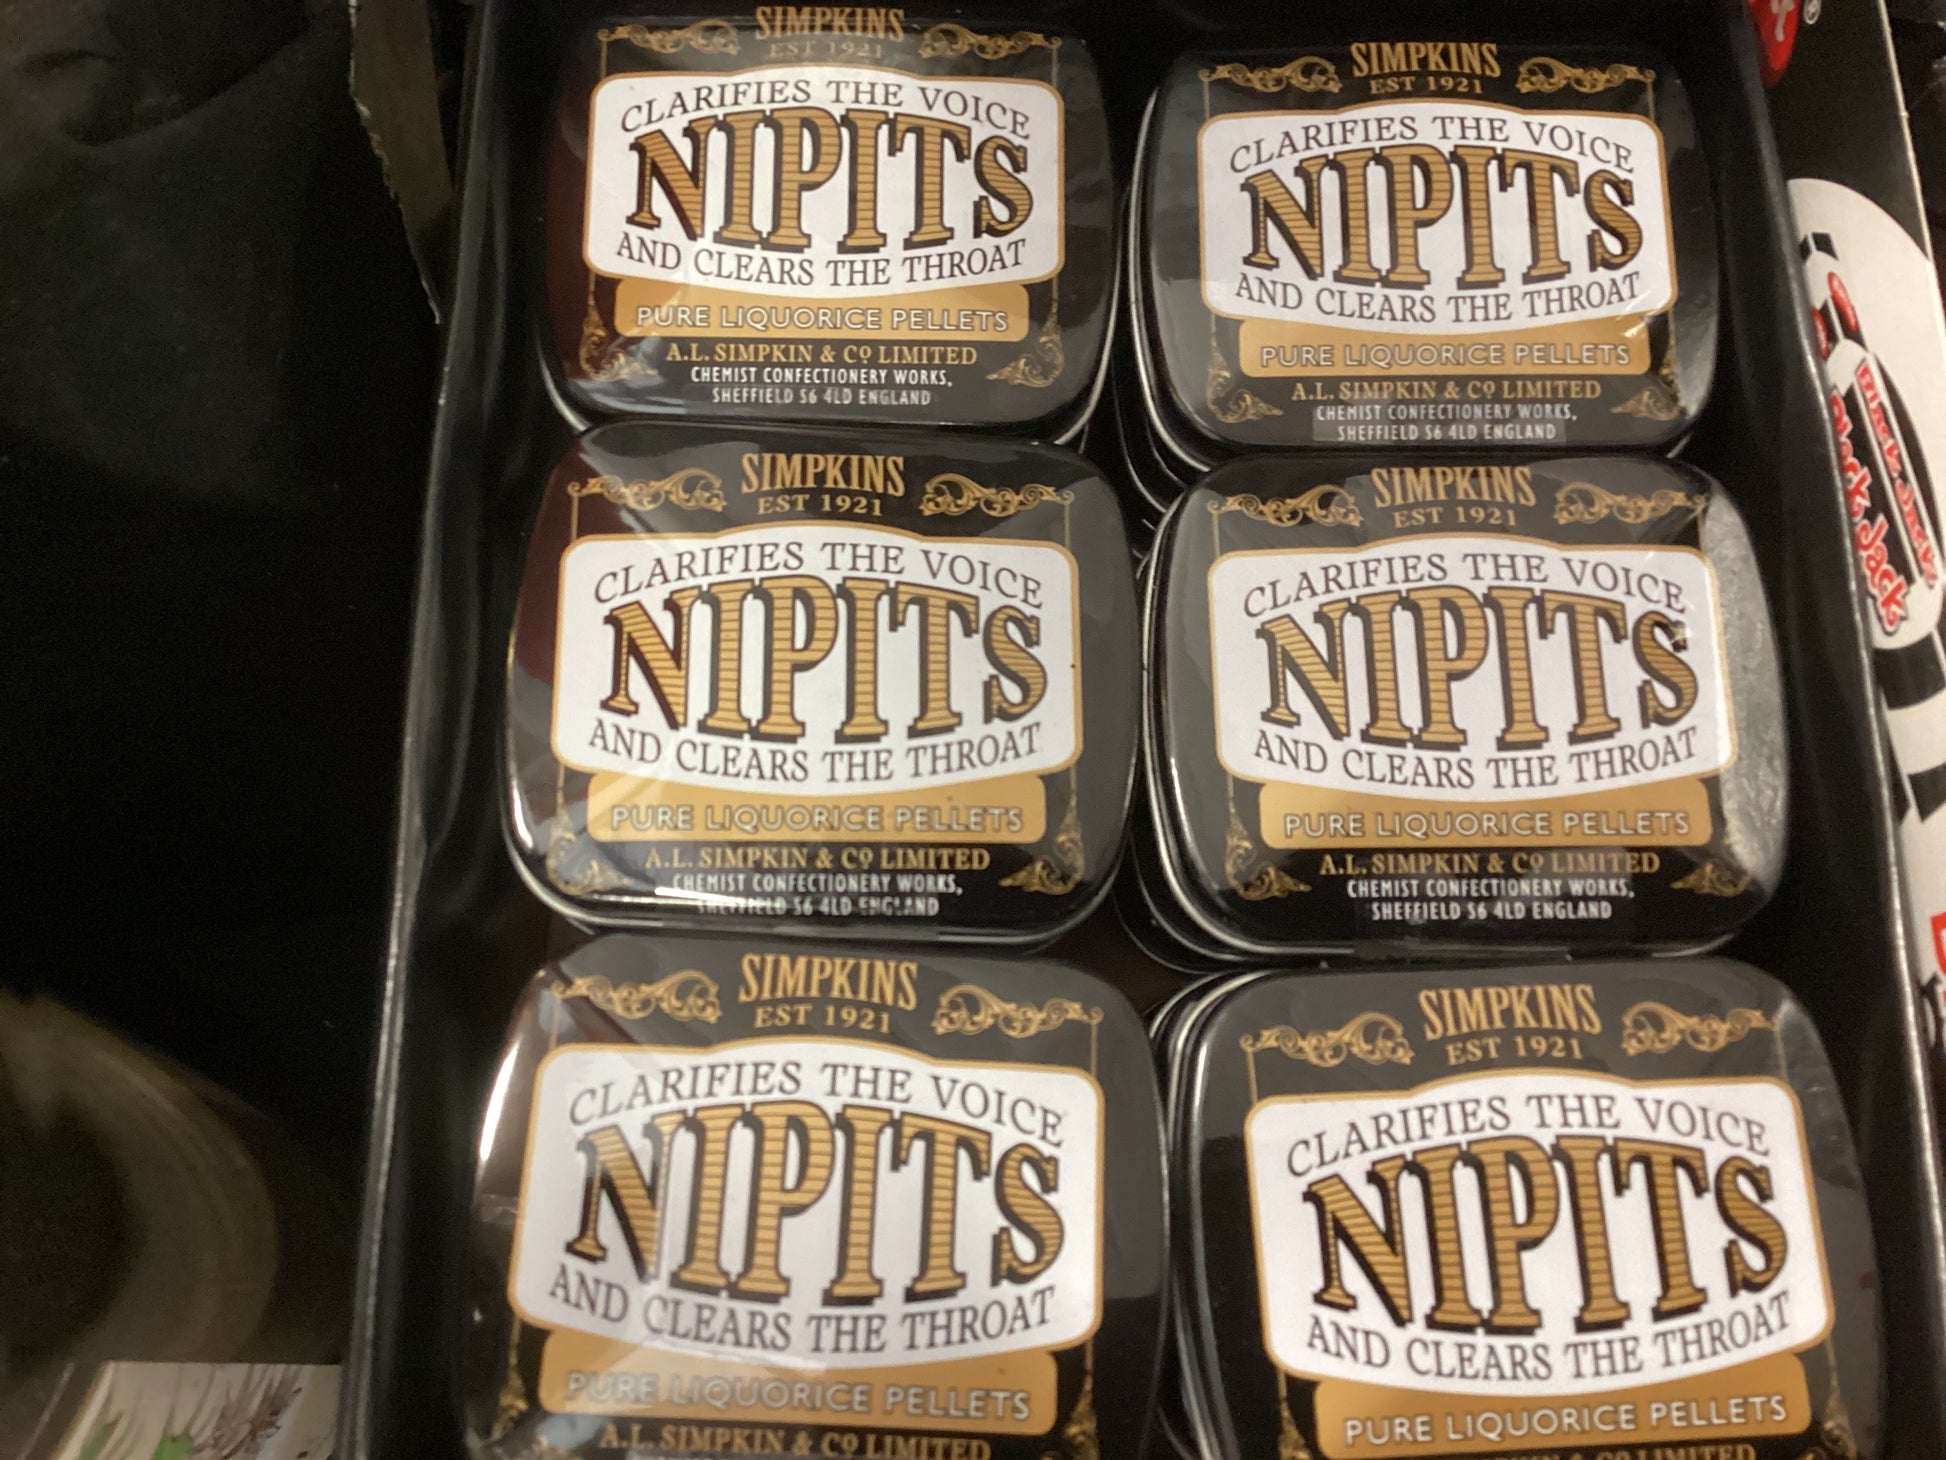 SIMPKINS
EST 1921
CLARIFIES THE VOICE
NIPITS
AND CLEARS THE THROAT
PURE LIQUORICE PELLETS
A.L. SIMPKIN & Cº LIMITED
CHEMIST CONFECTIONERY WORKS,
SHEFFIELD S6 4LD ENGLAND
SIMPKINS
EST 1921
CLARIFIES THE VOICE
NIPITS
AND CLEARS THE THROAT
PURE LIQUORICE PELLETS
A.L. SIMPKIN & Cº LIMITED
CHEMIST CONFECTIONERY WORKS,
SHEFFIELD S6 4LD ENGLAND
SIMPKINS
EST 1921
CLARIFIES THE VOICE
NIPITS
AND CLEARS THE THROAT
PURE LIQUORICE PELLETS
A.L. SIMPKIN & Cº LIMITED
CHEMIST CONFECTIONERY WORKS,
SHEFFIELD S6 4LD ENGLAND
SIMPKINS
EST 1921
CLARIFIES THE VOICE
NIPITS
AND CLEARS THE THROAT
PURE LIQUORICE PELLETS
A.L. SIMPKIN & Cº LIMITED
CHEMIST CONFECTIONERY WORKS,
SHEFFIELD S6 4LD ENGLAND
SIMPKINS
EST 1921
CLARIFIES THE VOICE
NIPITS
AND CLEARS THE THROAT
PURE LIQUORICE PELLETS
A.L. SIMPKIN & Cº LIMITED
SIMPKINS
EST 1921
CLARIFIES THE VOICE
NIPITS
AND CLEARS THE THROAT
PURE LIQUORICE PELLETS
A.L. SIMPKIN & Cº LIMITED
Black Jack
Black Jack